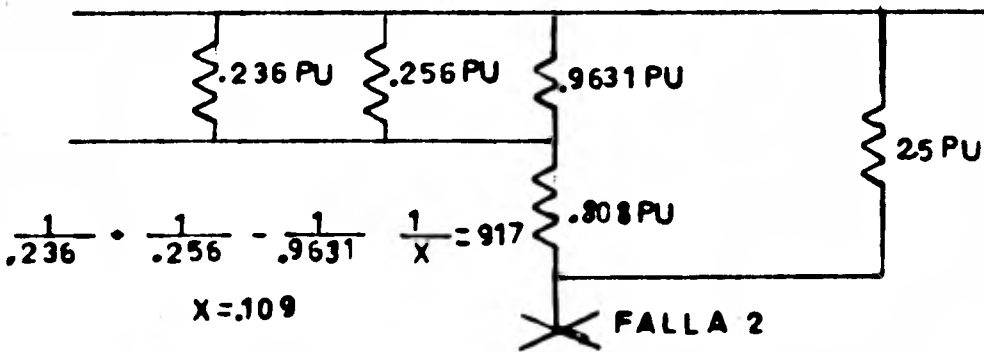 .236 PU
.256 PU
.9631 PU
25 PU
.808 PU
1/.236 + 1/.256 - 1/.9631 1/X = 917
X = .109
FALLA 2